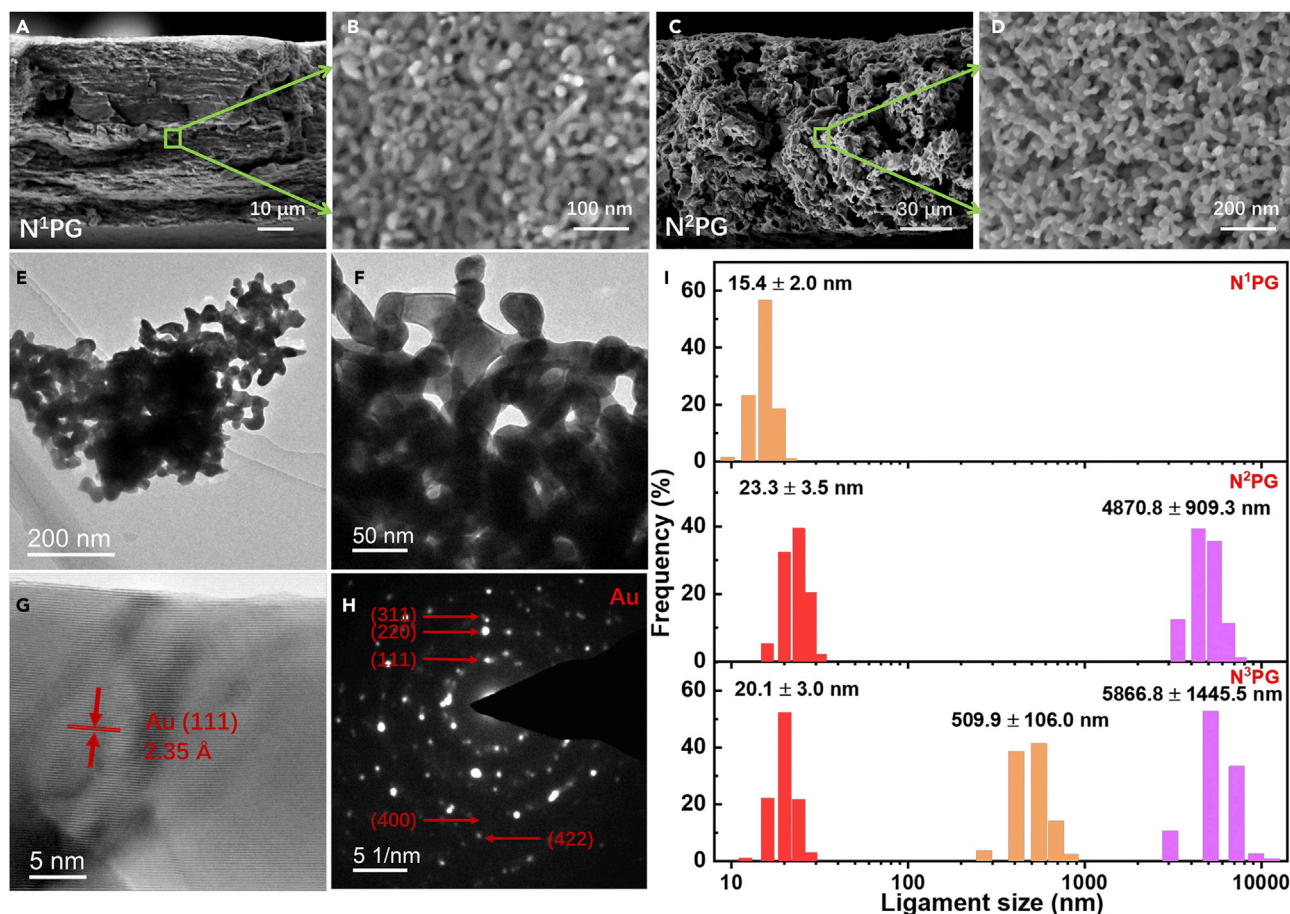 A
N¹PG
10 µm
B
100 nm
C
N²PG
30 µm
D
200 nm
E
200 nm
F
50 nm
G
Au (111)
2.35 Å
5 nm
H
Au
(311)
(220)
(111)
(400)
(422)
5 1/nm
I
N¹PG
15.4 ± 2.0 nm
60
40
20
0
N²PG
23.3 ± 3.5 nm
4870.8 ± 909.3 nm
40
20
0
N³PG
20.1 ± 3.0 nm
509.9 ± 106.0 nm
5866.8 ± 1445.5 nm
60
40
20
0
Frequency (%)
10
100
1000
10000
Ligament size (nm)